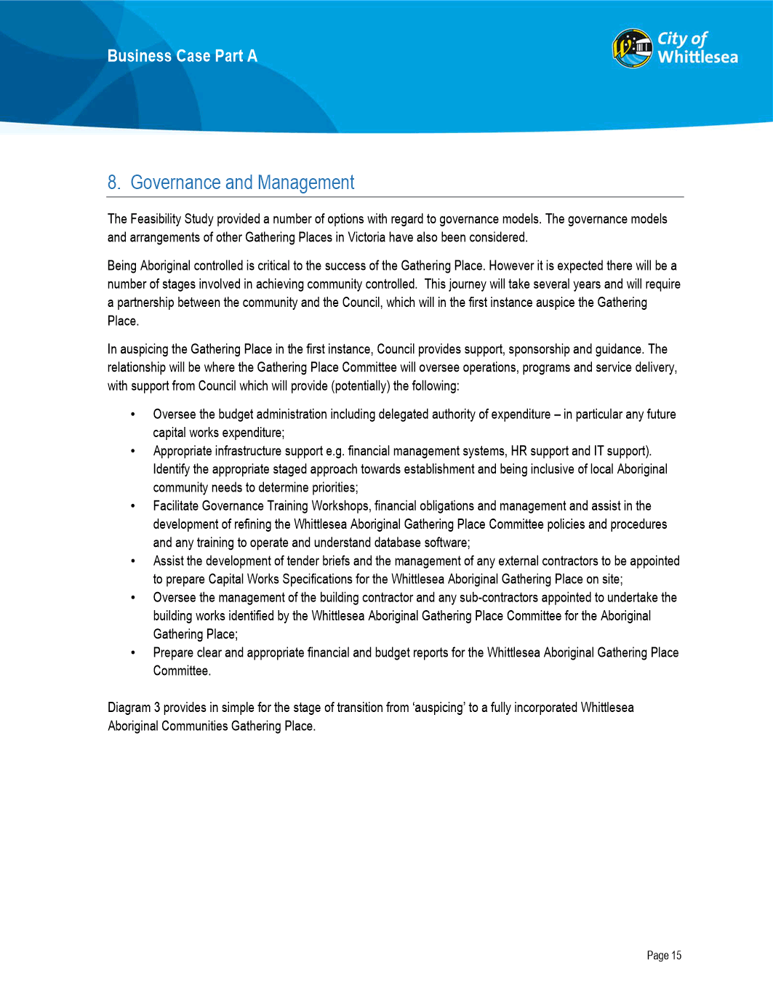 Business Case Part A
City of
Whittlesea
8. Governance and Management
The Feasibility Study provided a number of options with regard to governance models. The governance models
and arrangements of other Gathering Places in Victoria have also been considered.
Being Aboriginal controlled is critical to the success of the Gathering Place. However it is expected there will be a
number of stages involved in achieving community controlled.  This journey will take several years and will require
a partnership between the community and the Council, which will in the first instance auspice the Gathering
Place.
In auspicing the Gathering Place in the first instance, Council provides support, sponsorship and guidance. The
relationship will be where the Gathering Place Committee will oversee operations, programs and service delivery,
with support from Council which will provide (potentially) the following:
• Oversee the budget administration including delegated authority of expenditure – in particular any future
capital works expenditure;
• Appropriate infrastructure support e.g. financial management systems, HR support and IT support).
Identify the appropriate staged approach towards establishment and being inclusive of local Aboriginal
community needs to determine priorities;
• Facilitate Governance Training Workshops, financial obligations and management and assist in the
development of refining the Whittlesea Aboriginal Gathering Place Committee policies and procedures
and any training to operate and understand database software;
• Assist the development of tender briefs and the management of any external contractors to be appointed
to prepare Capital Works Specifications for the Whittlesea Aboriginal Gathering Place on site;
• Oversee the management of the building contractor and any sub-contractors appointed to undertake the
building works identified by the Whittlesea Aboriginal Gathering Place Committee for the Aboriginal
Gathering Place;
• Prepare clear and appropriate financial and budget reports for the Whittlesea Aboriginal Gathering Place
Committee.
Diagram 3 provides in simple for the stage of transition from ‘auspicing’ to a fully incorporated Whittlesea
Aboriginal Communities Gathering Place.
Page 15